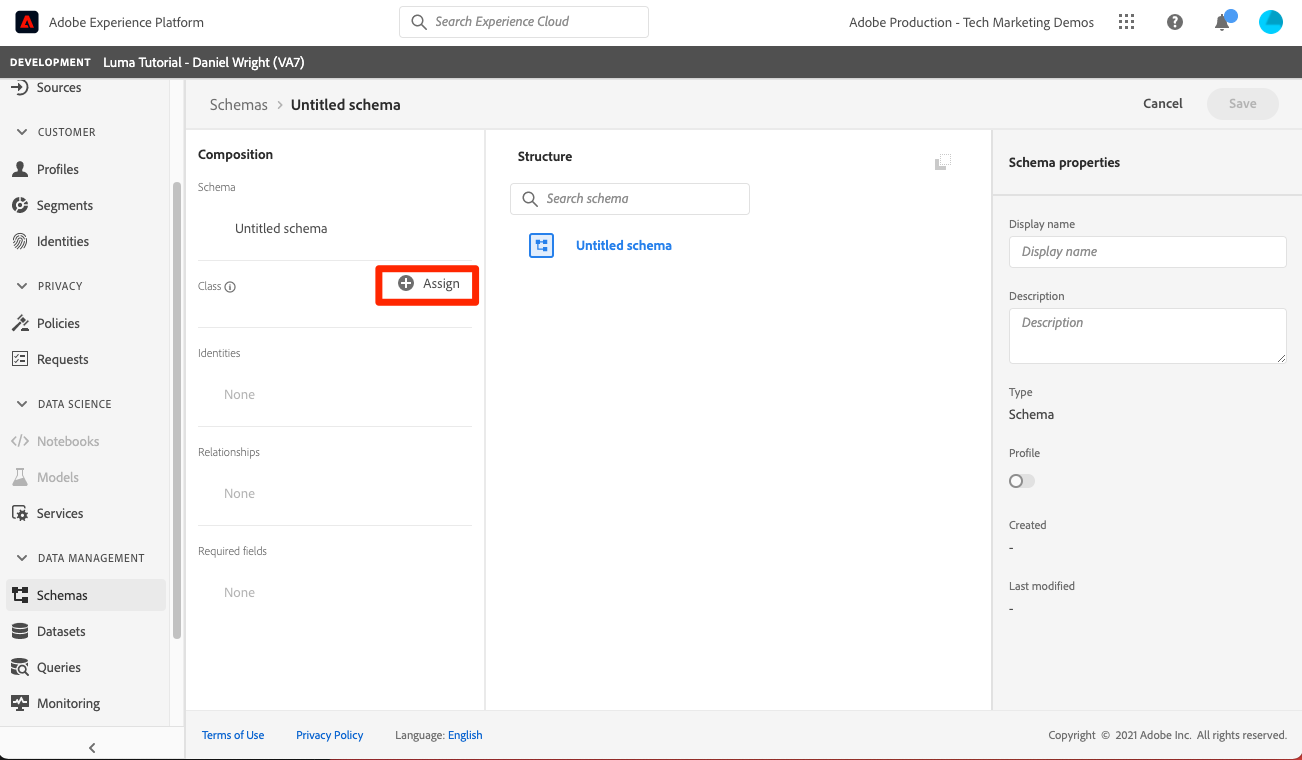 Adobe Experience Platform
Search Experience Cloud
Adobe Production - Tech Marketing Demos
DEVELOPMENT Luma Tutorial - Daniel Wright (VA7)
Sources
CUSTOMER
Profiles
Segments
Identities
PRIVACY
Policies
Requests
DATA SCIENCE
Notebooks
Models
Services
DATA MANAGEMENT
Schemas
Datasets
Queries
Monitoring
Schemas > Untitled schema
Cancel
Save
Composition
Schema
Untitled schema
Class
Assign
Identities
None
Relationships
None
Required fields
None
Structure
Search schema
Untitled schema
Schema properties
Display name
Display name
Description
Description
Type
Schema
Profile
Created
-
Last modified
-
Terms of Use
Privacy Policy
Language: English
Copyright © 2021 Adobe Inc. All rights reserved.